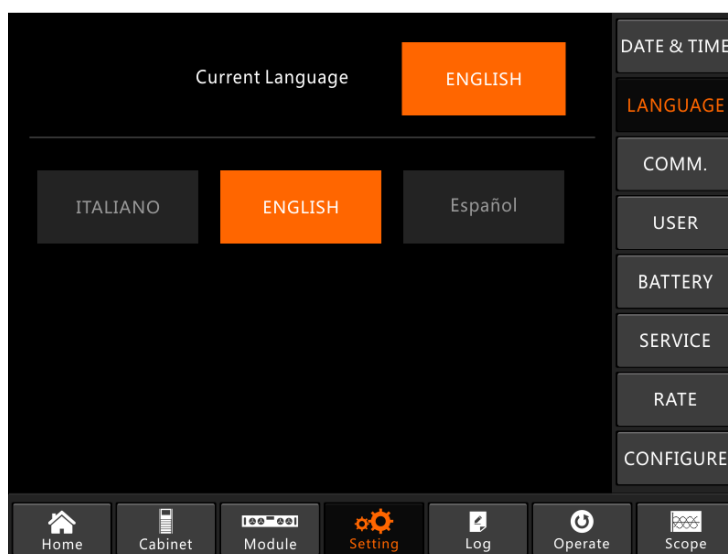 Current Language
ENGLISH
ITALIANO
ENGLISH
Español
DATE & TIME
LANGUAGE
COMM.
USER
BATTERY
SERVICE
RATE
CONFIGURE
Home
Cabinet
Module
Setting
Log
Operate
Scope